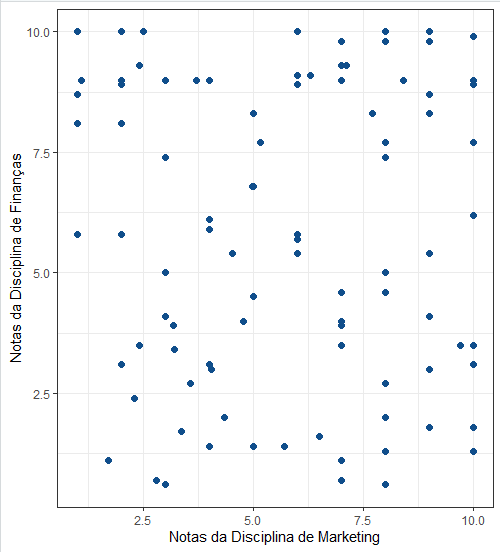 Notas da Disciplina de Finanças
10.0
7.5
5.0
2.5
2.5 5.0 7.5 10.0
Notas da Disciplina de Marketing